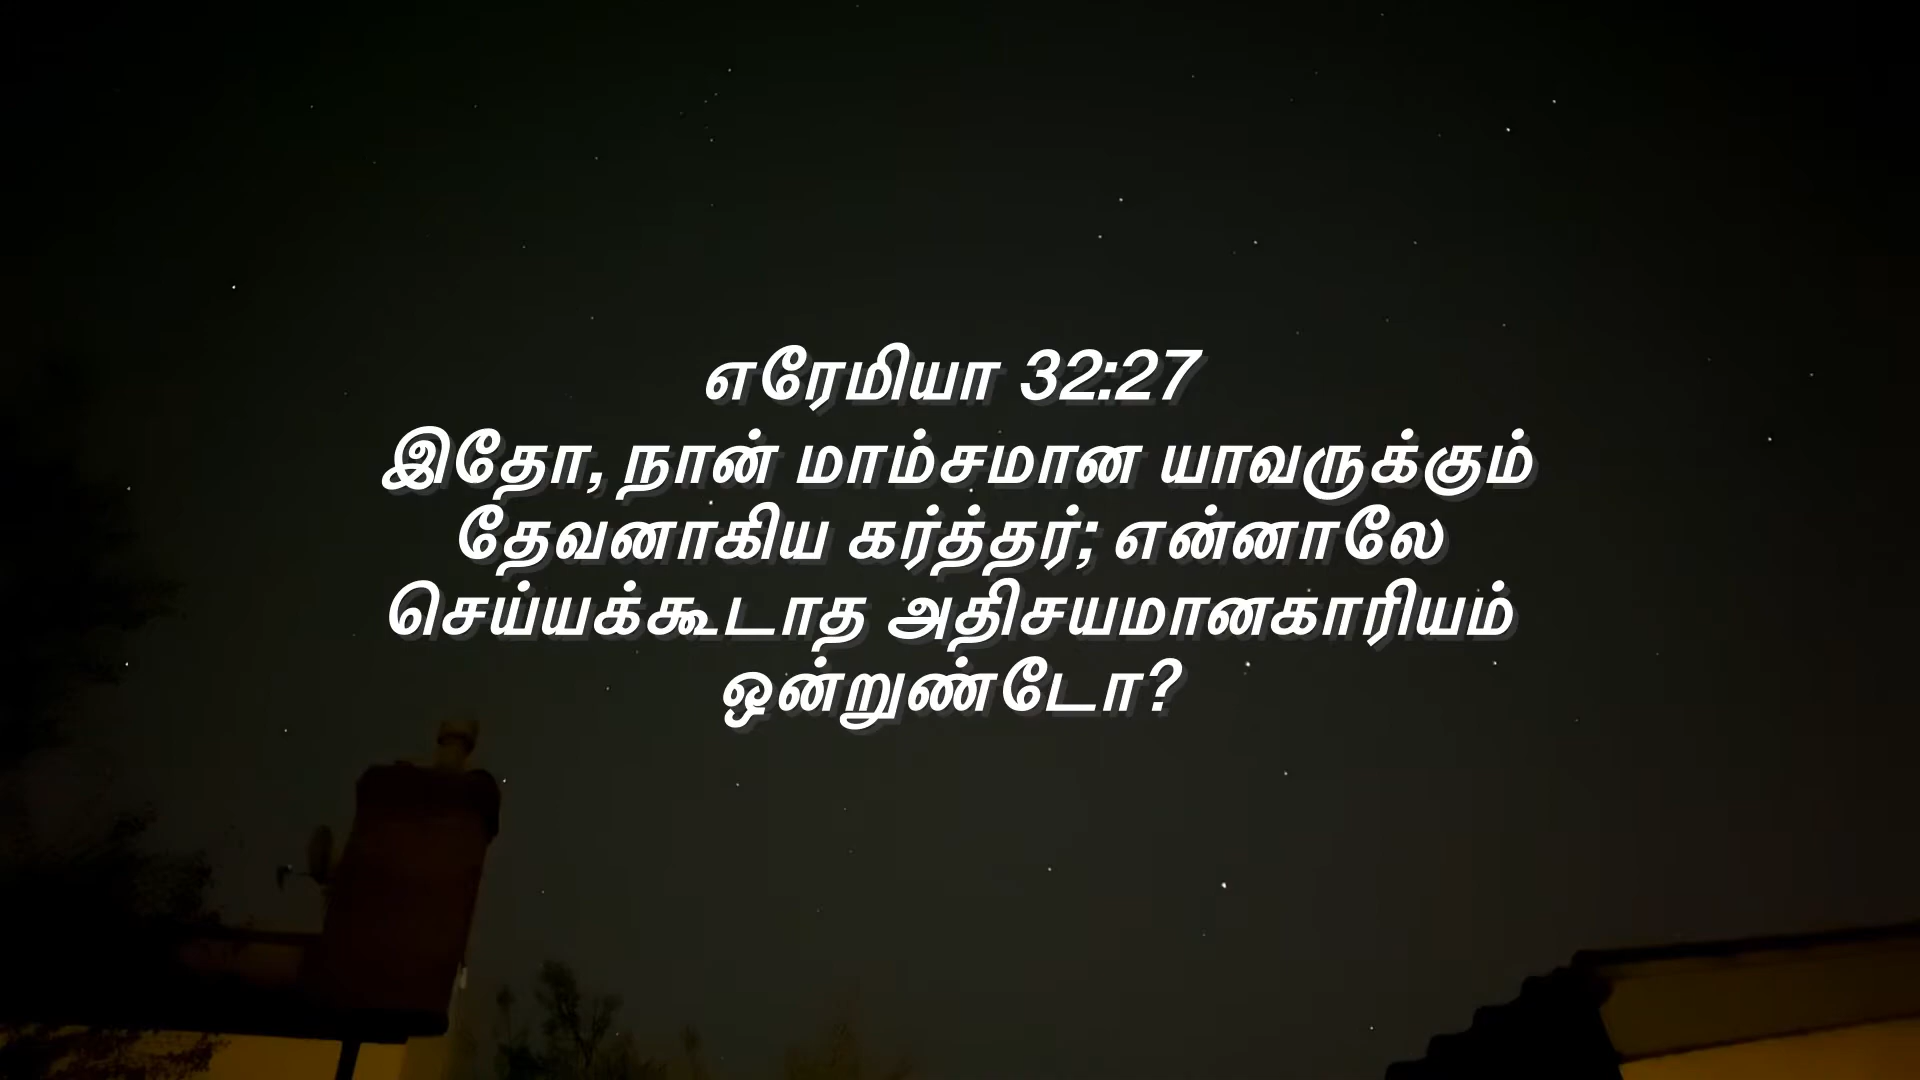 எரேமியா 32:27
இதோ, நான் மாம்சமான யாவருக்கும்
தேவனாகிய கர்த்தர்; என்னாலே
செய்யக்கூடாத அதிசயமானகாரியம்
ஒன்றுண்டோ?